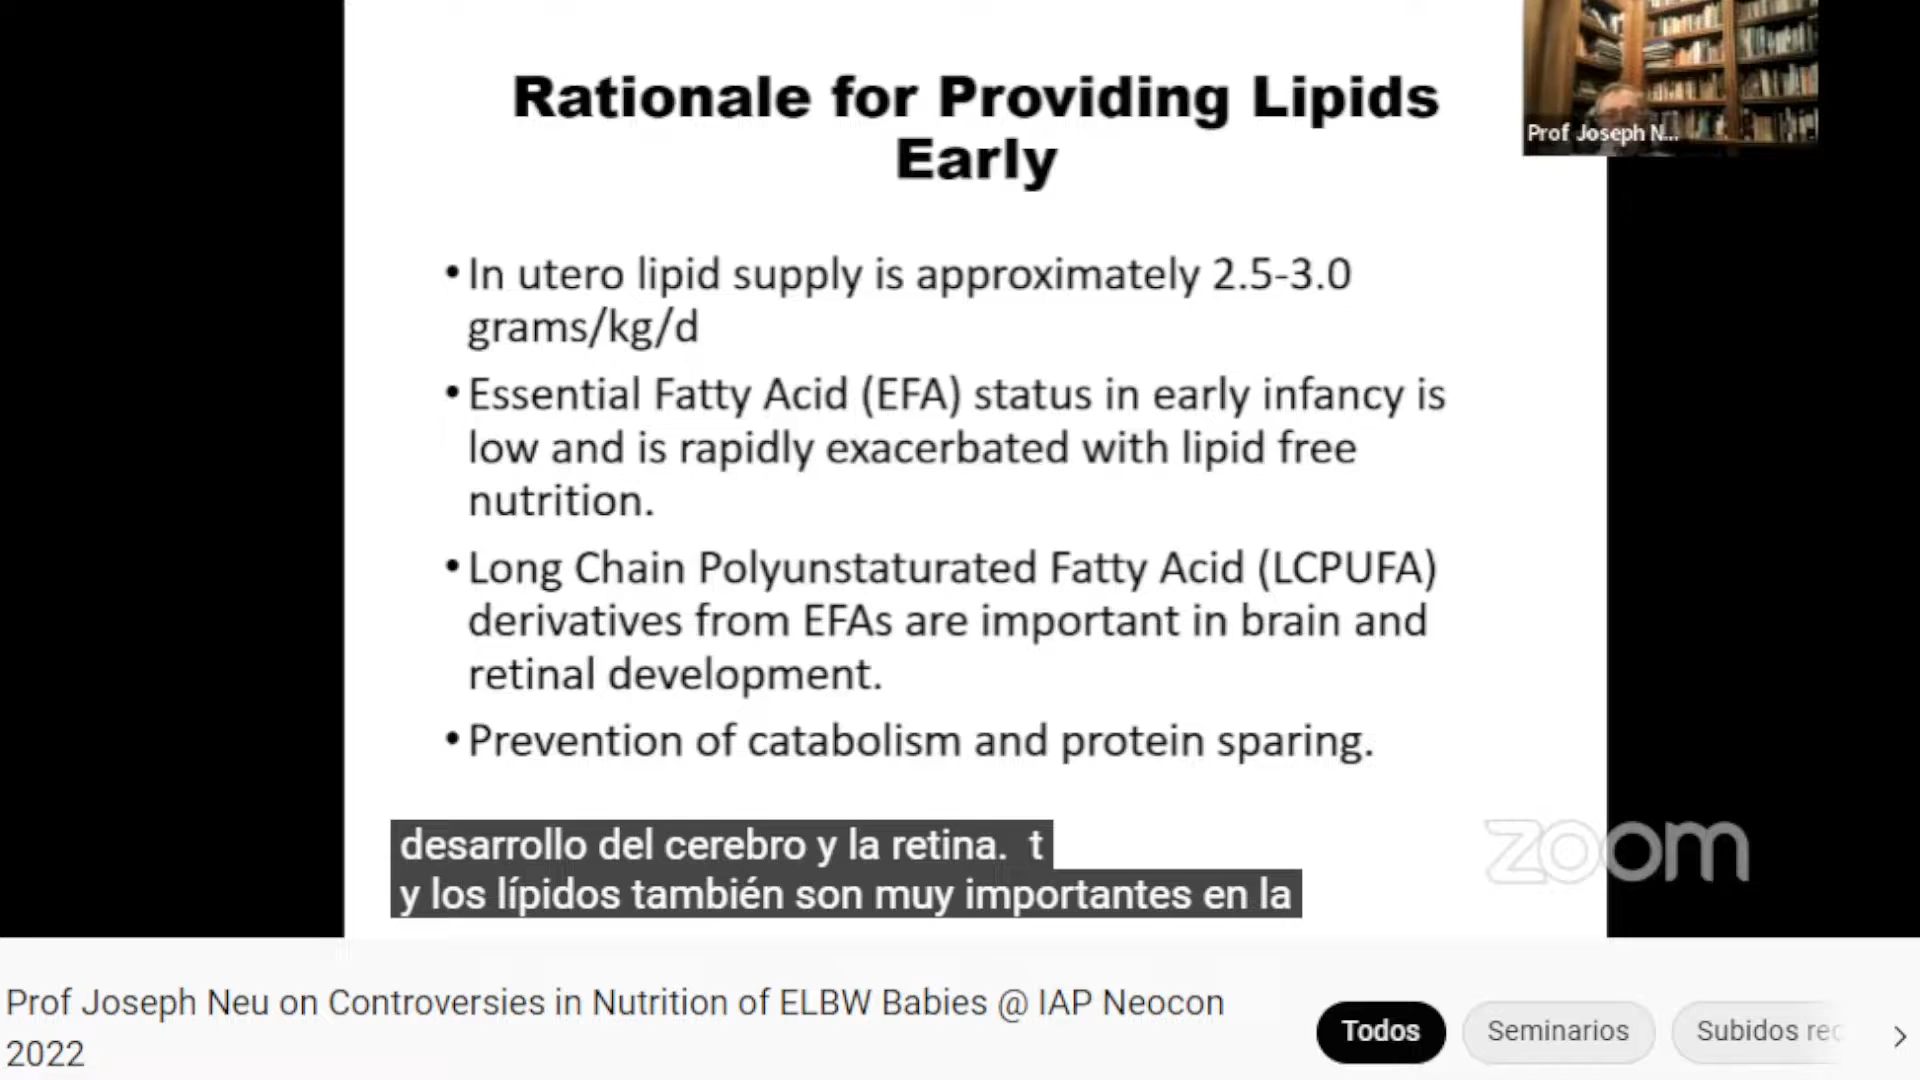 Rationale for Providing Lipids
Early
Prof Joseph N...
•In utero lipid supply is approximately 2.5-3.0
grams/kg/d
•Essential Fatty Acid (EFA) status in early infancy is
low and is rapidly exacerbated with lipid free
nutrition.
•Long Chain Polyunstaturated Fatty Acid (LCPUFA)
derivatives from EFAs are important in brain and
retinal development.
•Prevention of catabolism and protein sparing.
desarrollo del cerebro y la retina. t
y los lípidos también son muy importantes en la
zoom
Prof Joseph Neu on Controversies in Nutrition of ELBW Babies @ IAP Neocon
2022
Todos
Seminarios
Subidos rec